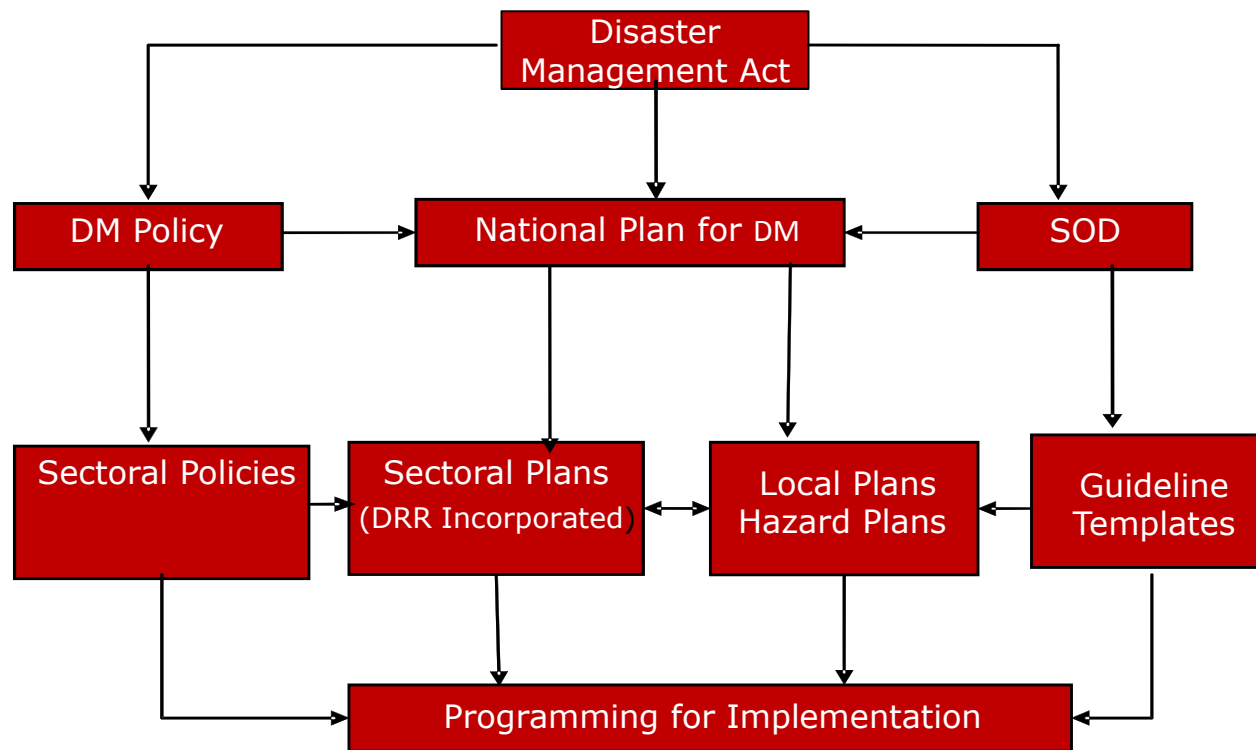 Disaster
Management Act
DM Policy
National Plan for DM
SOD
Sectoral Policies
Sectoral Plans
(DRR Incorporated)
Local Plans
Hazard Plans
Guideline
Templates
Programming for Implementation